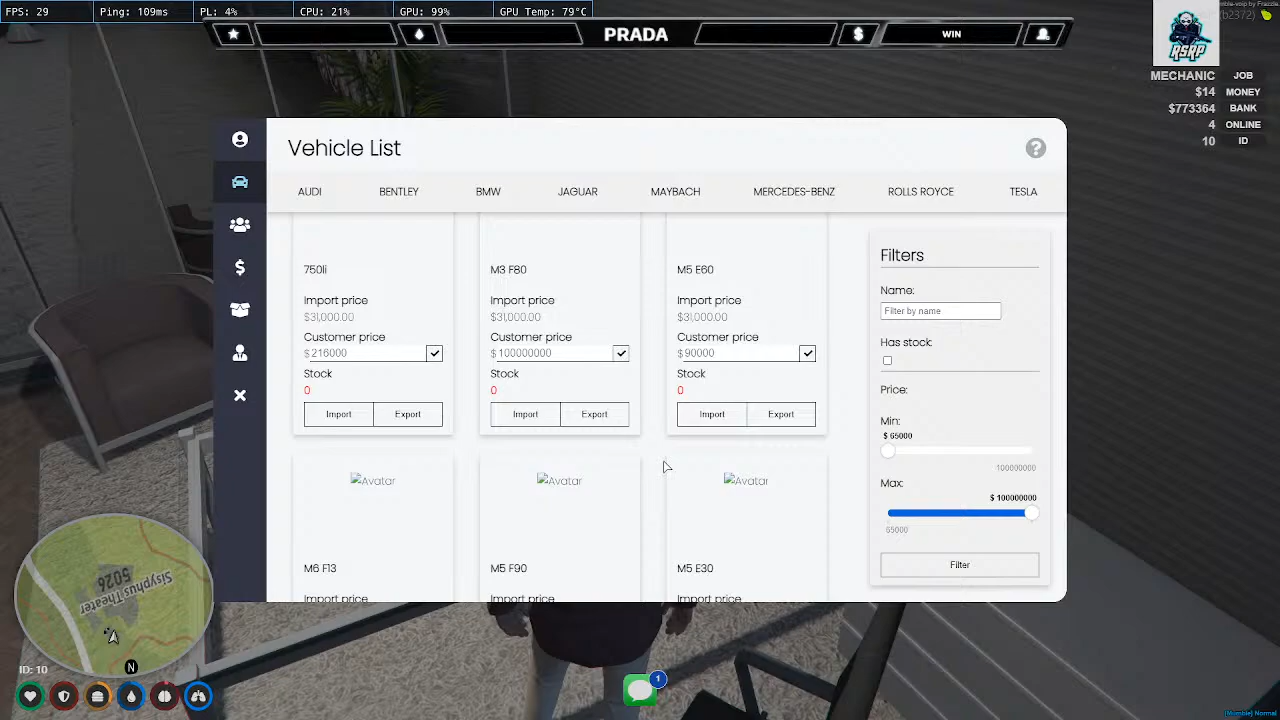 FPS: 29 Ping: 109ms PL: 4% CPU: 21% GPU: 99% GPU Temp: 79°C
PRADA
WIN
RSRP
MECHANIC JOB
$14 MONEY
$773364 BANK
4 ONLINE
10 ID
Vehicle List
?
AUDI BENTLEY BMW JAGUAR MAYBACH MERCEDES-BENZ ROLLS ROYCE TESLA
750li M3 F80 M5 E60
Import price Import price Import price
$31,000.00 $31,000.00 $31,000.00
Customer price Customer price Customer price
$ 216000 $ 100000000 $ 90000
Stock Stock Stock
0 0 0
Import Export Import Export Import Export
Avatar Avatar Avatar
M6 F13 M5 F90 M5 E30
Import price Import price Import price
Filters
Name:
Filter by name
Has stock:
Price:
Min:
$ 65000
100000000
Max:
$ 100000000
65000
Filter
5026
Sisyphus Theater
N
ID: 10
1
[Mumble] Normal